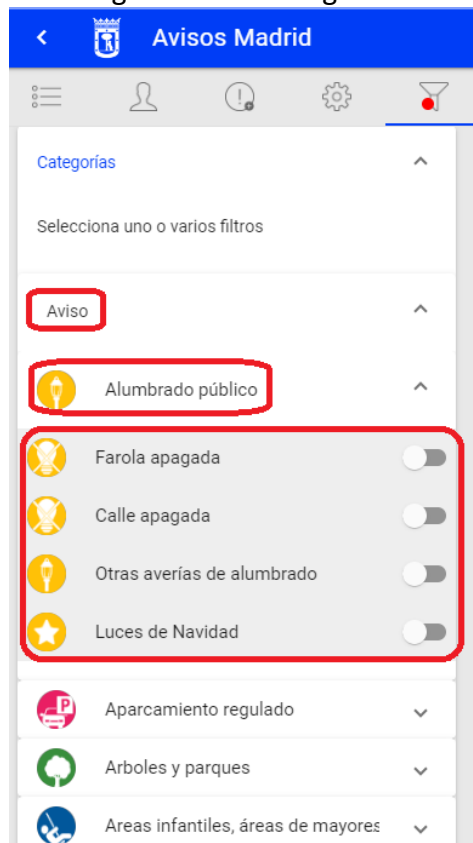 Avisos Madrid
Categorías
Selecciona uno o varios filtros
Aviso
Alumbrado público
Farola apagada
Calle apagada
Otras averías de alumbrado
Luces de Navidad
P
Aparcamiento regulado
Arboles y parques
Areas infantiles, áreas de mayores